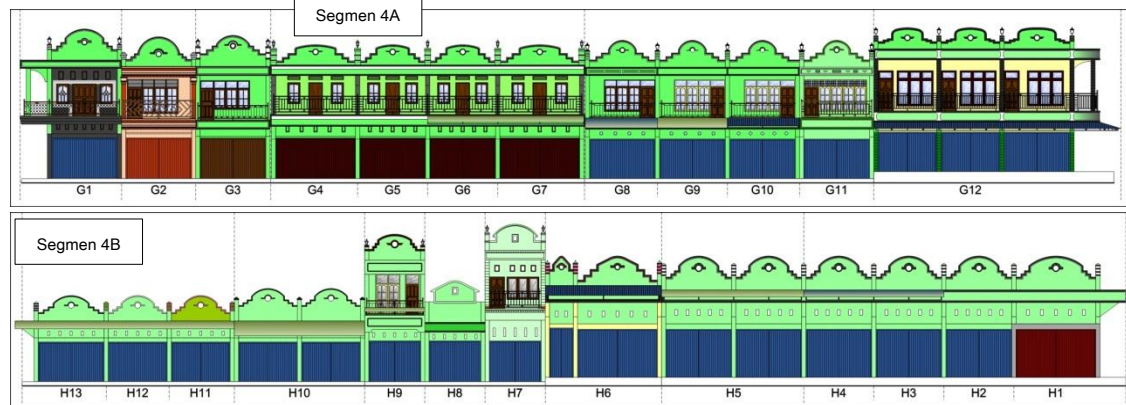 Segmen 4A
G1 G2 G3 G4 G5 G6 G7 G8 G9 G10 G11 G12
Segmen 4B
H13 H12 H11 H10 H9 H8 H7 H6 H5 H4 H3 H2 H1